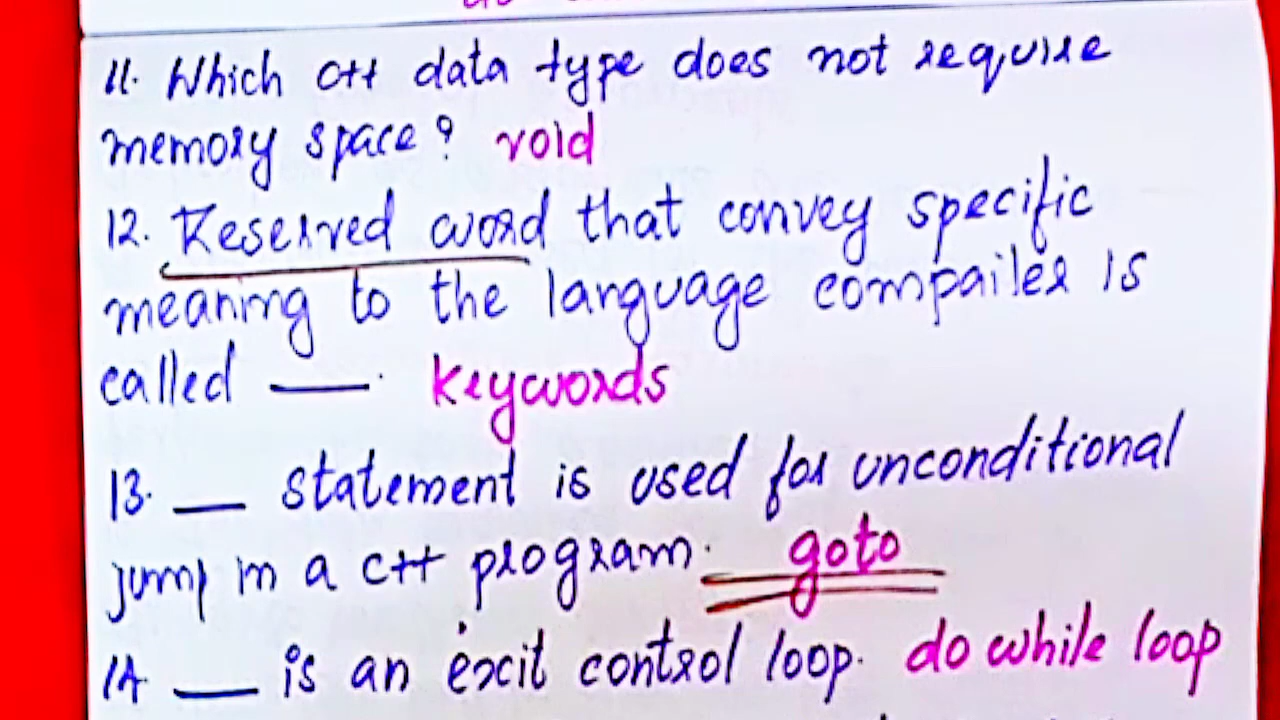 11. Which C++ data type does not require
memory space? void
12. Reserved word that convey specific
meaning to the language compailer is
called ___. keywords
13. ___ statement is used for unconditional
jump in a C++ program. goto
14 ___ is an exit control loop. do while loop